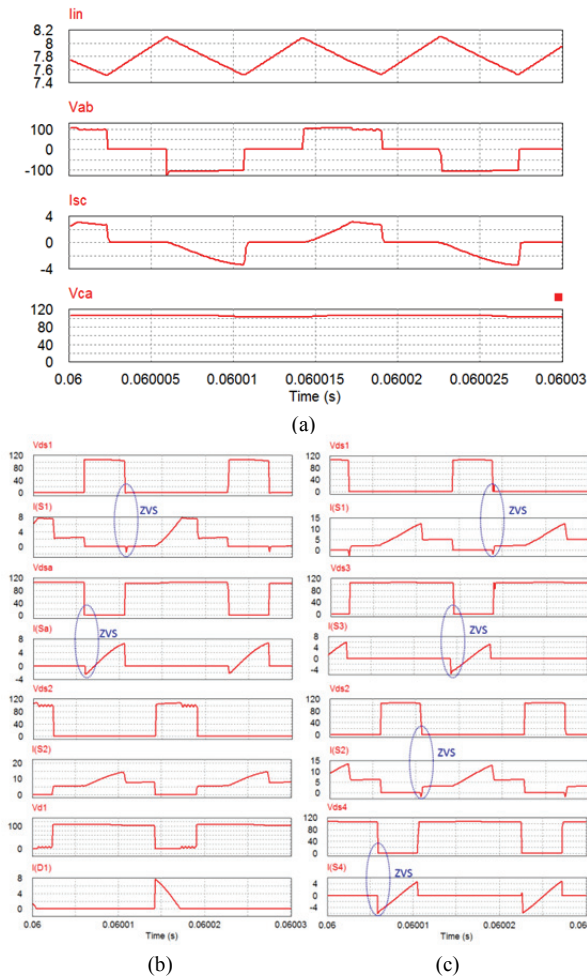 Iin
8.2
8
7.8
7.6
7.4
Vab
100
0
-100
Isc
4
0
-4
Vca
120
80
40
0
0.06 0.060005 0.06001 0.060015 0.06002 0.060025 0.06003
Time (s)
(a)
Vds1
120
80
40
0
ZVS
I(S1)
8
4
0
-4
Vdsa
120
80
40
0
ZVS
I(Sa)
8
4
0
-4
Vds2
120
80
40
0
I(S2)
20
10
0
Vd1
100
0
I(D1)
8
4
0
0.06 0.06001 0.06002 0.06003
Time (s)
(b)
Vds1
120
80
40
0
ZVS
I(S1)
15
10
5
0
Vds3
120
80
40
0
ZVS
I(S3)
8
4
0
-4
Vds2
120
80
40
0
ZVS
I(S2)
15
10
5
0
Vds4
120
80
40
0
ZVS
I(S4)
8
4
0
-4
0.06 0.06001 0.06002 0.06
Time (s)
(c)